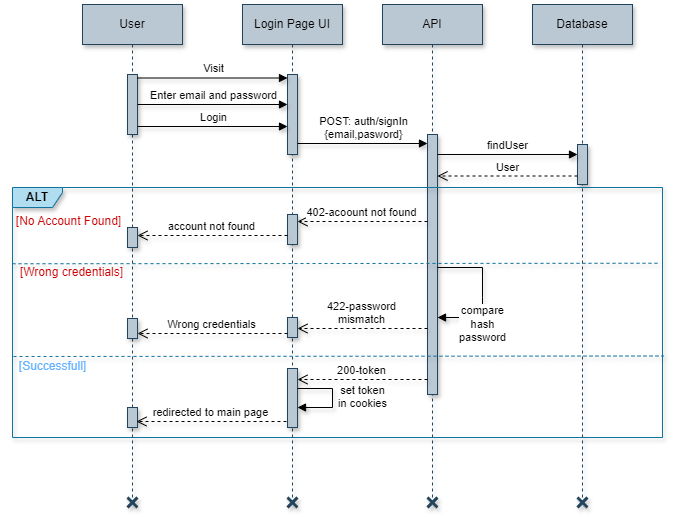 User
Login Page UI
API
Database
Visit
Enter email and password
Login
POST: auth/signIn
{email,pasword}
findUser
User
ALT
[No Account Found]
402-acoount not found
account not found
[Wrong credentials]
compare
hash
password
422-password
mismatch
Wrong credentials
[Successfull]
200-token
set token
in cookies
redirected to main page